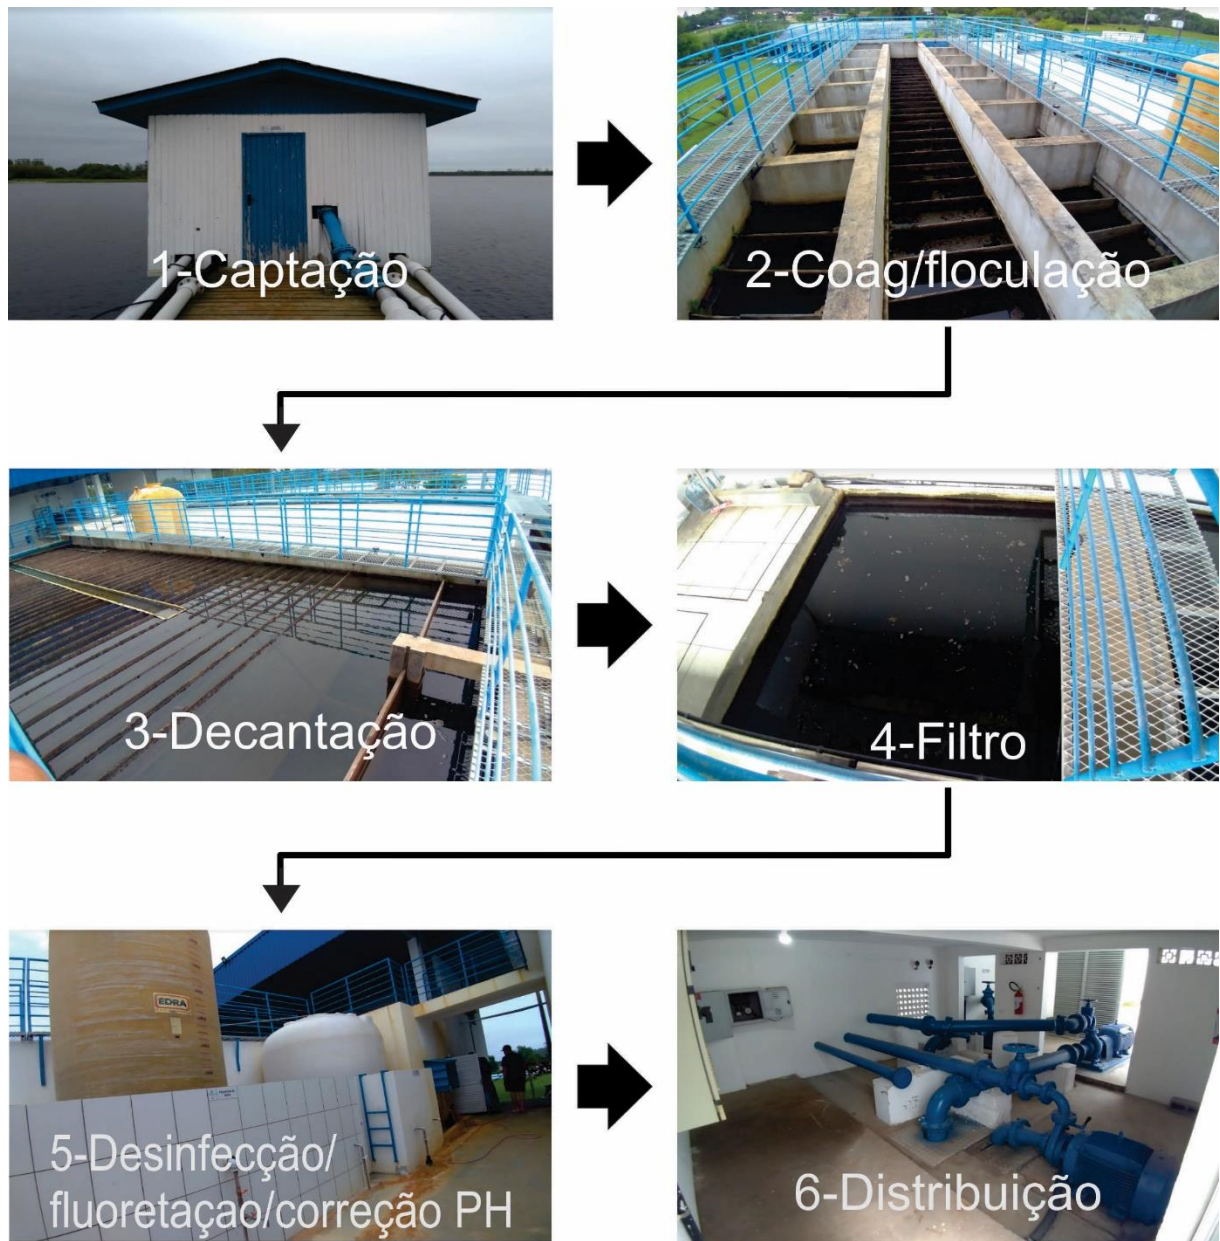 1-Captação
2-Coag/floculação
3-Decantação
4-Filtro
EDRA
5-Desinfecção/
fluoretaçao/correção PH
6-Distribuição